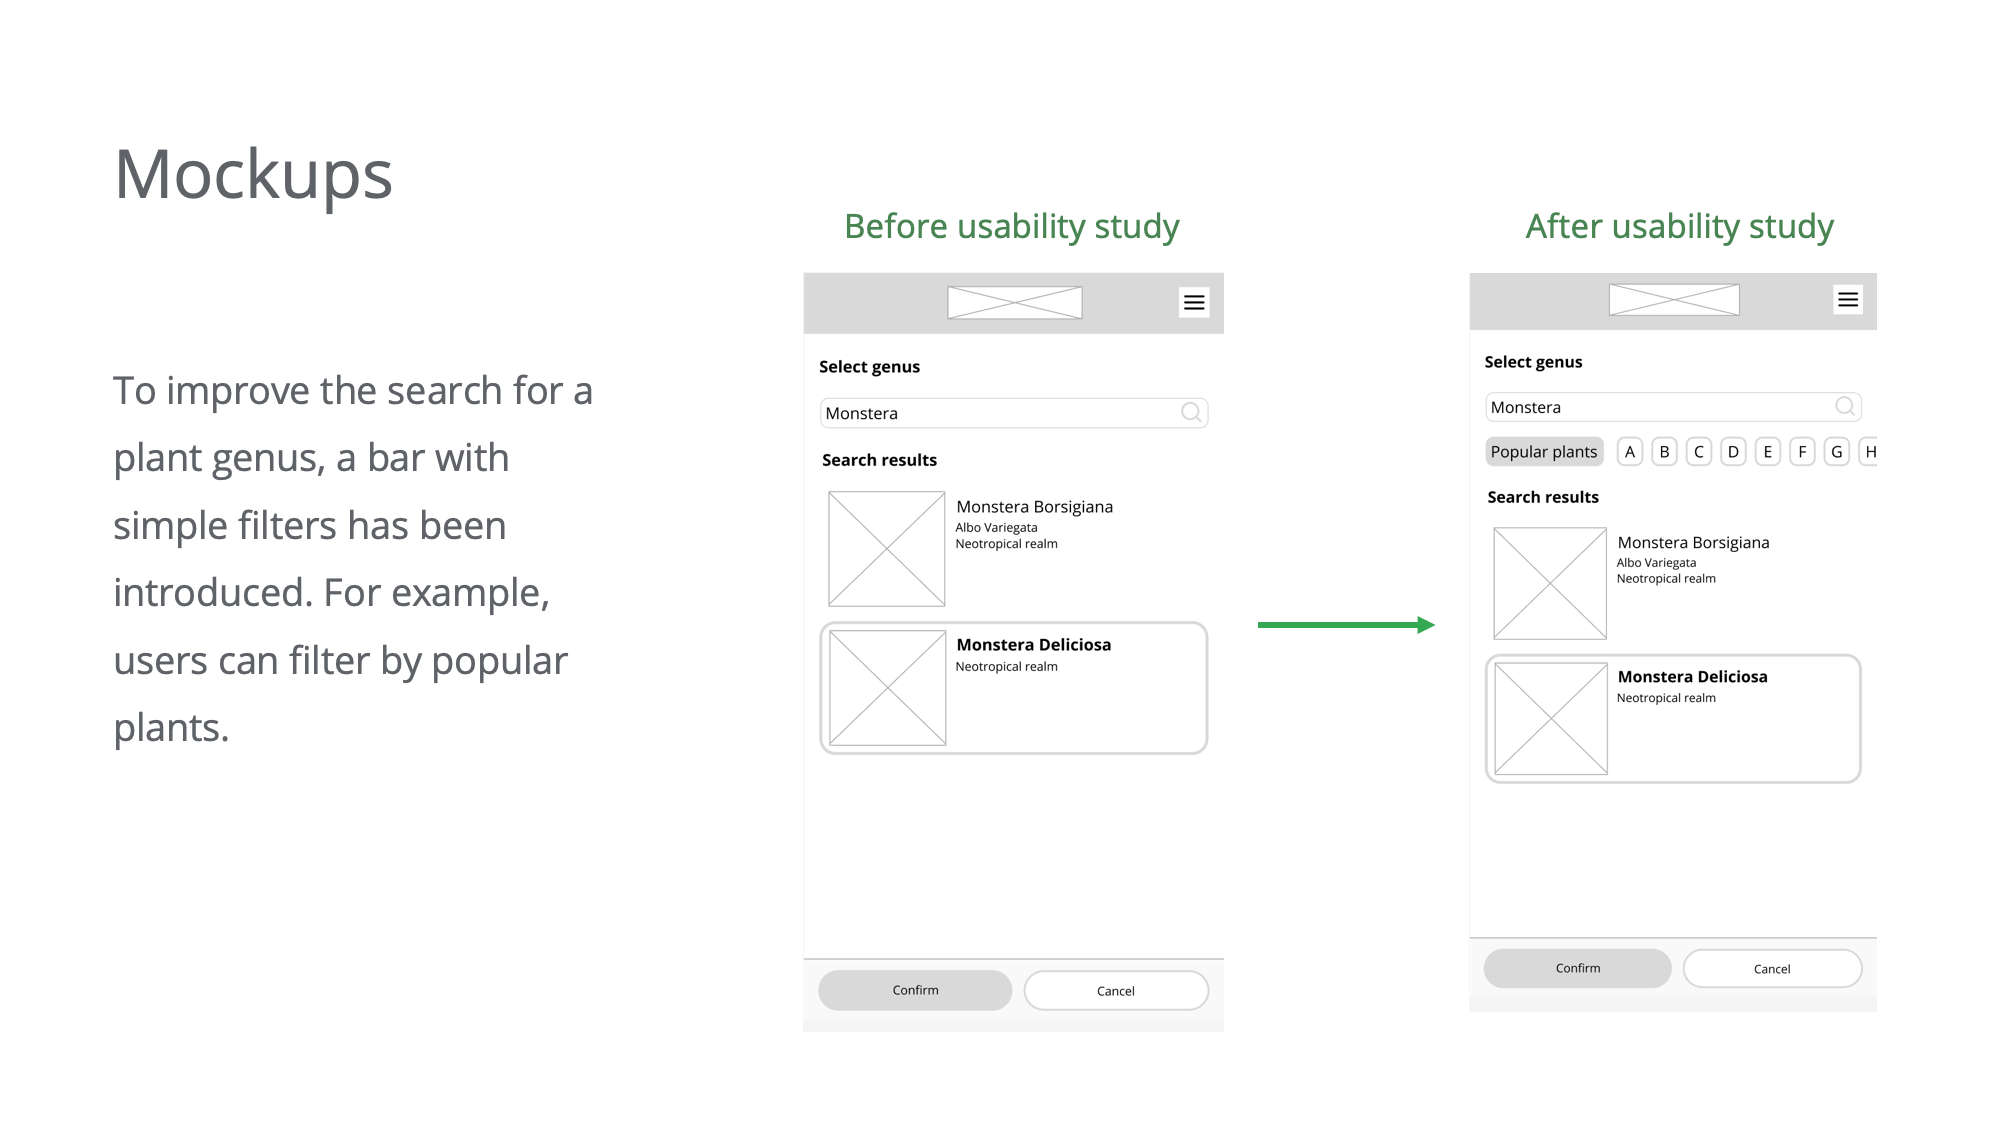 Mockups
To improve the search for a
plant genus, a bar with
simple filters has been
introduced. For example,
users can filter by popular
plants.
Before usability study
Select genus
Monstera
Search results
Monstera Borsigiana
Albo Variegata
Neotropical realm
Monstera Deliciosa
Neotropical realm
Confirm Cancel
After usability study
Select genus
Monstera
Popular plants A B C D E F G H
Search results
Monstera Borsigiana
Albo Variegata
Neotropical realm
Monstera Deliciosa
Neotropical realm
Confirm Cancel